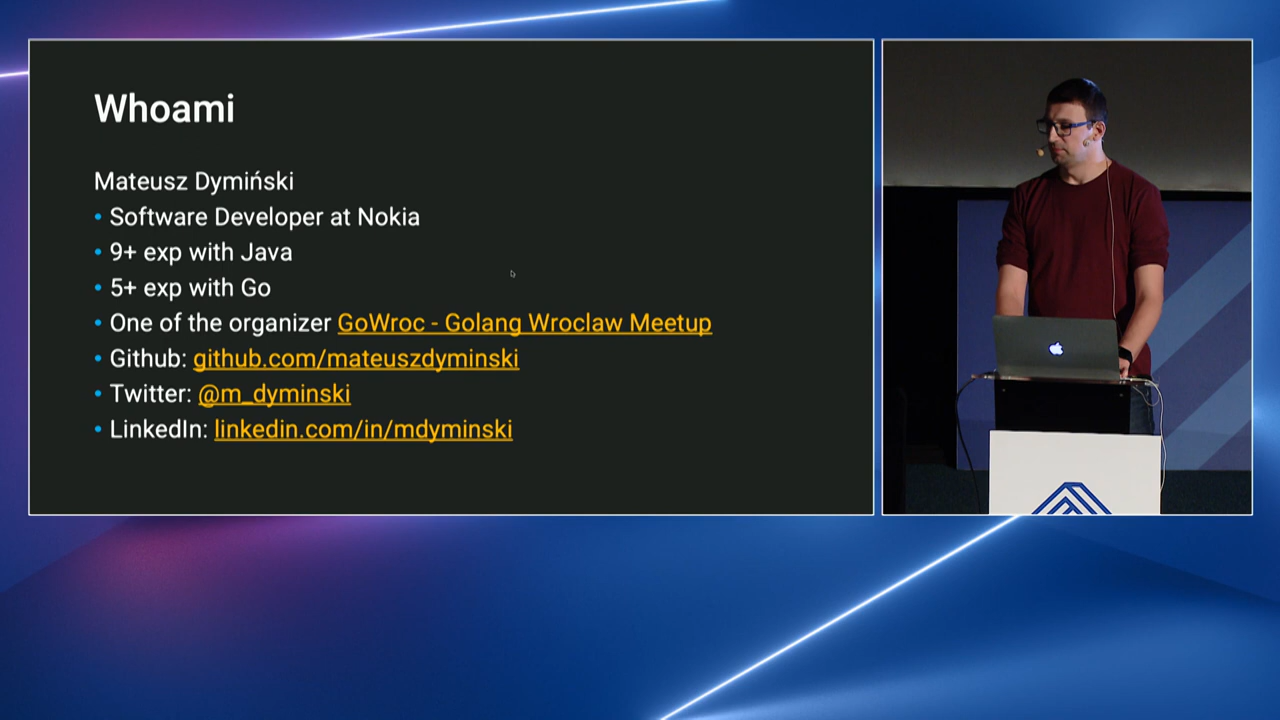 Whoami
Mateusz Dymiński
• Software Developer at Nokia
• 9+ exp with Java
• 5+ exp with Go
• One of the organizer GoWroc - Golang Wroclaw Meetup
• Github: github.com/mateuszdyminski
• Twitter: @m_dyminski
• LinkedIn: linkedin.com/in/mdyminski